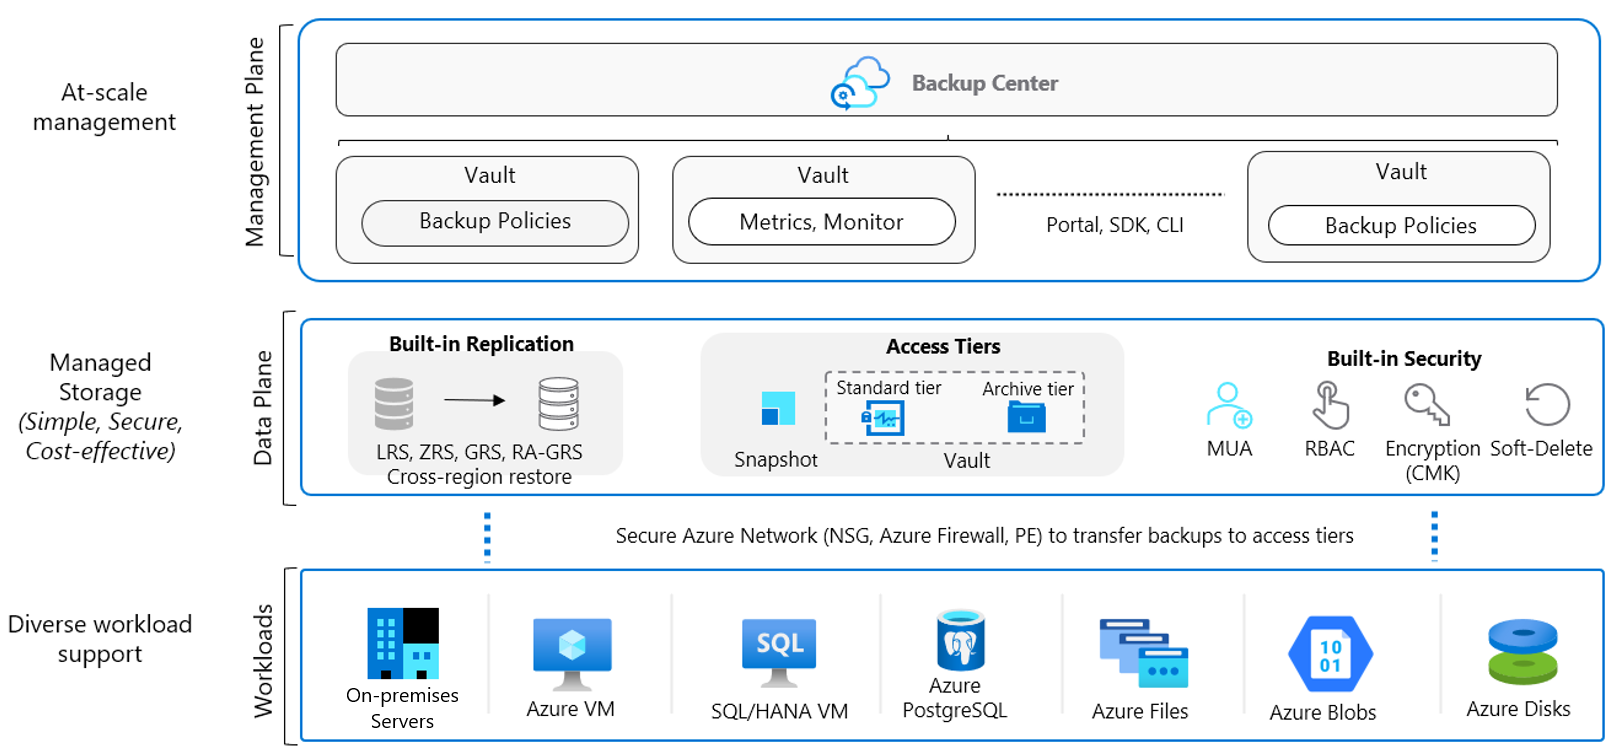 At-scale
management
Management Plane
Backup Center
Vault
Backup Policies
Vault
Metrics, Monitor
Portal, SDK, CLI
Vault
Backup Policies
Managed
Storage
(Simple, Secure,
Cost-effective)
Data Plane
Built-in Replication
LRS, ZRS, GRS, RA-GRS
Cross-region restore
Access Tiers
Snapshot
Standard tier
Archive tier
Vault
Built-in Security
MUA
RBAC
Encryption
(CMK)
Soft-Delete
Secure Azure Network (NSG, Azure Firewall, PE) to transfer backups to access tiers
Diverse workload
support
Workloads
On-premises
Servers
Azure VM
SQL
SQL/HANA VM
Azure
PostgreSQL
Azure Files
10
01
Azure Blobs
Azure Disks